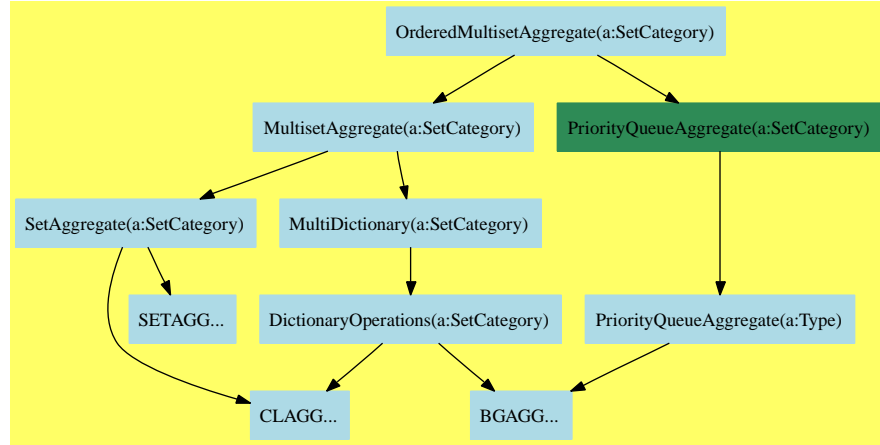 OrderedMultisetAggregate(a:SetCategory)
MultisetAggregate(a:SetCategory)
PriorityQueueAggregate(a:SetCategory)
SetAggregate(a:SetCategory)
MultiDictionary(a:SetCategory)
SETAGG...
DictionaryOperations(a:SetCategory)
PriorityQueueAggregate(a:Type)
CLAGG...
BGAGG...